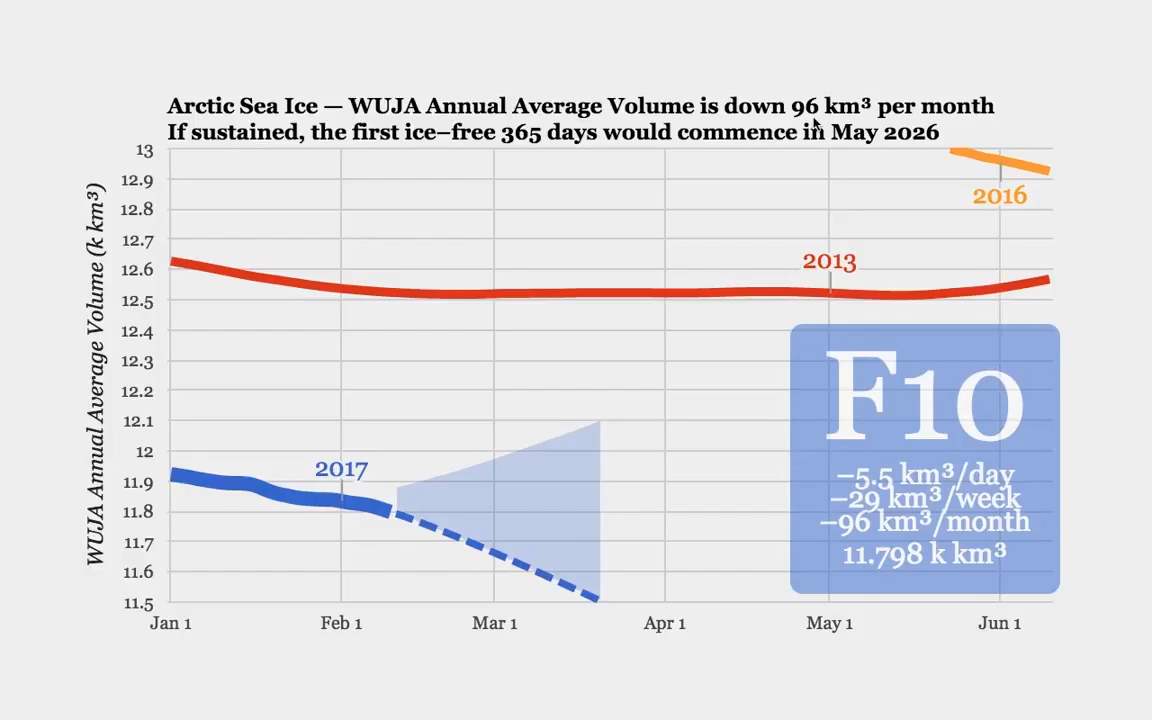 Arctic Sea Ice — WUJA Annual Average Volume is down 96 km³ per month
If sustained, the first ice–free 365 days would commence in May 2026
WUJA Annual Average Volume (k km³)
13
12.9
12.8
12.7
12.6
12.5
12.4
12.3
12.2
12.1
12
11.9
11.8
11.7
11.6
11.5
2016
2013
2017
F10
–5.5 km³/day
–29 km³/week
–96 km³/month
11.798 k km³
Jan 1
Feb 1
Mar 1
Apr 1
May 1
Jun 1